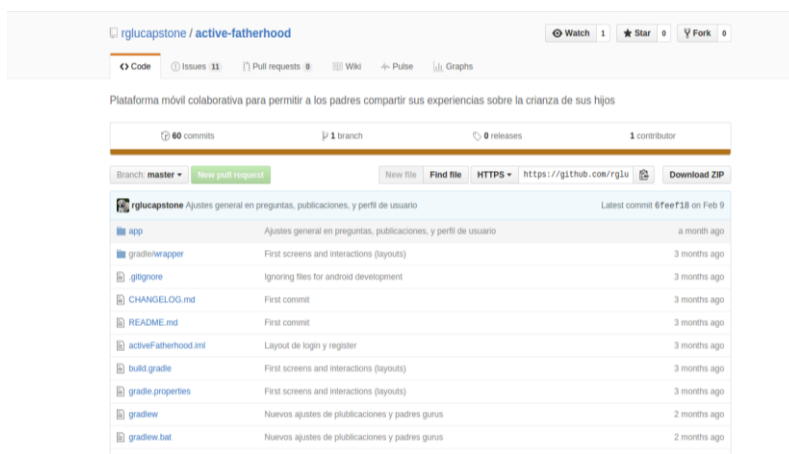 rglucapstone / active-fatherhood
Watch 1 Star 0 Fork 0
Code Issues 11 Pull requests 0 Wiki Pulse Graphs
Plataforma móvil colaborativa para permitir a los padres compartir sus experiencias sobre la crianza de sus hijos
60 commits 1 branch 0 releases 1 contributor
Branch: master New pull request New file Find file HTTPS https://github.com/rglu Download ZIP
rglucapstone Ajustes general en preguntas, publicaciones, y perfil de usuario Latest commit 6feef18 on Feb 9
app Ajustes general en preguntas, publicaciones, y perfil de usuario a month ago
gradle/wrapper First screens and interactions (layouts) 3 months ago
.gitignore Ignoring files for android development 3 months ago
CHANGELOG.md First commit 3 months ago
README.md First commit 3 months ago
activeFatherhood.iml Layout de login y register 3 months ago
build.gradle First screens and interactions (layouts) 3 months ago
gradle.properties First screens and interactions (layouts) 3 months ago
gradlew Nuevos ajustes de plublicaciones y padres gurus 2 months ago
gradlew.bat Nuevos ajustes de plublicaciones y padres gurus 2 months ago